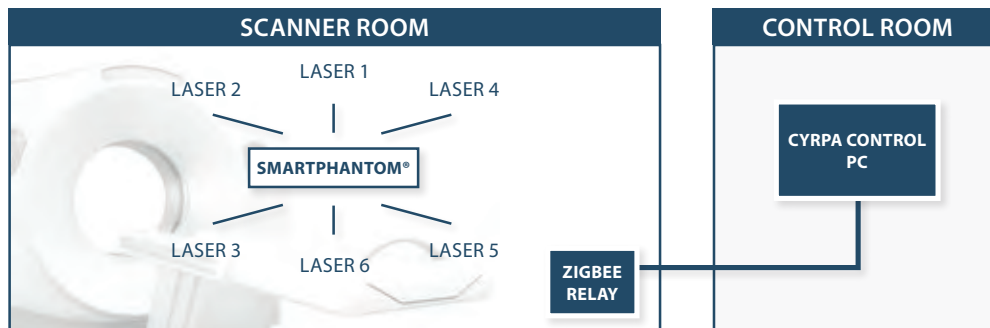 SCANNER ROOM
CONTROL ROOM
LASER 1
LASER 2
LASER 4
CYRPA CONTROL
PC
SMARTPHANTOM®
LASER 3
LASER 6
LASER 5
ZIGBEE
RELAY